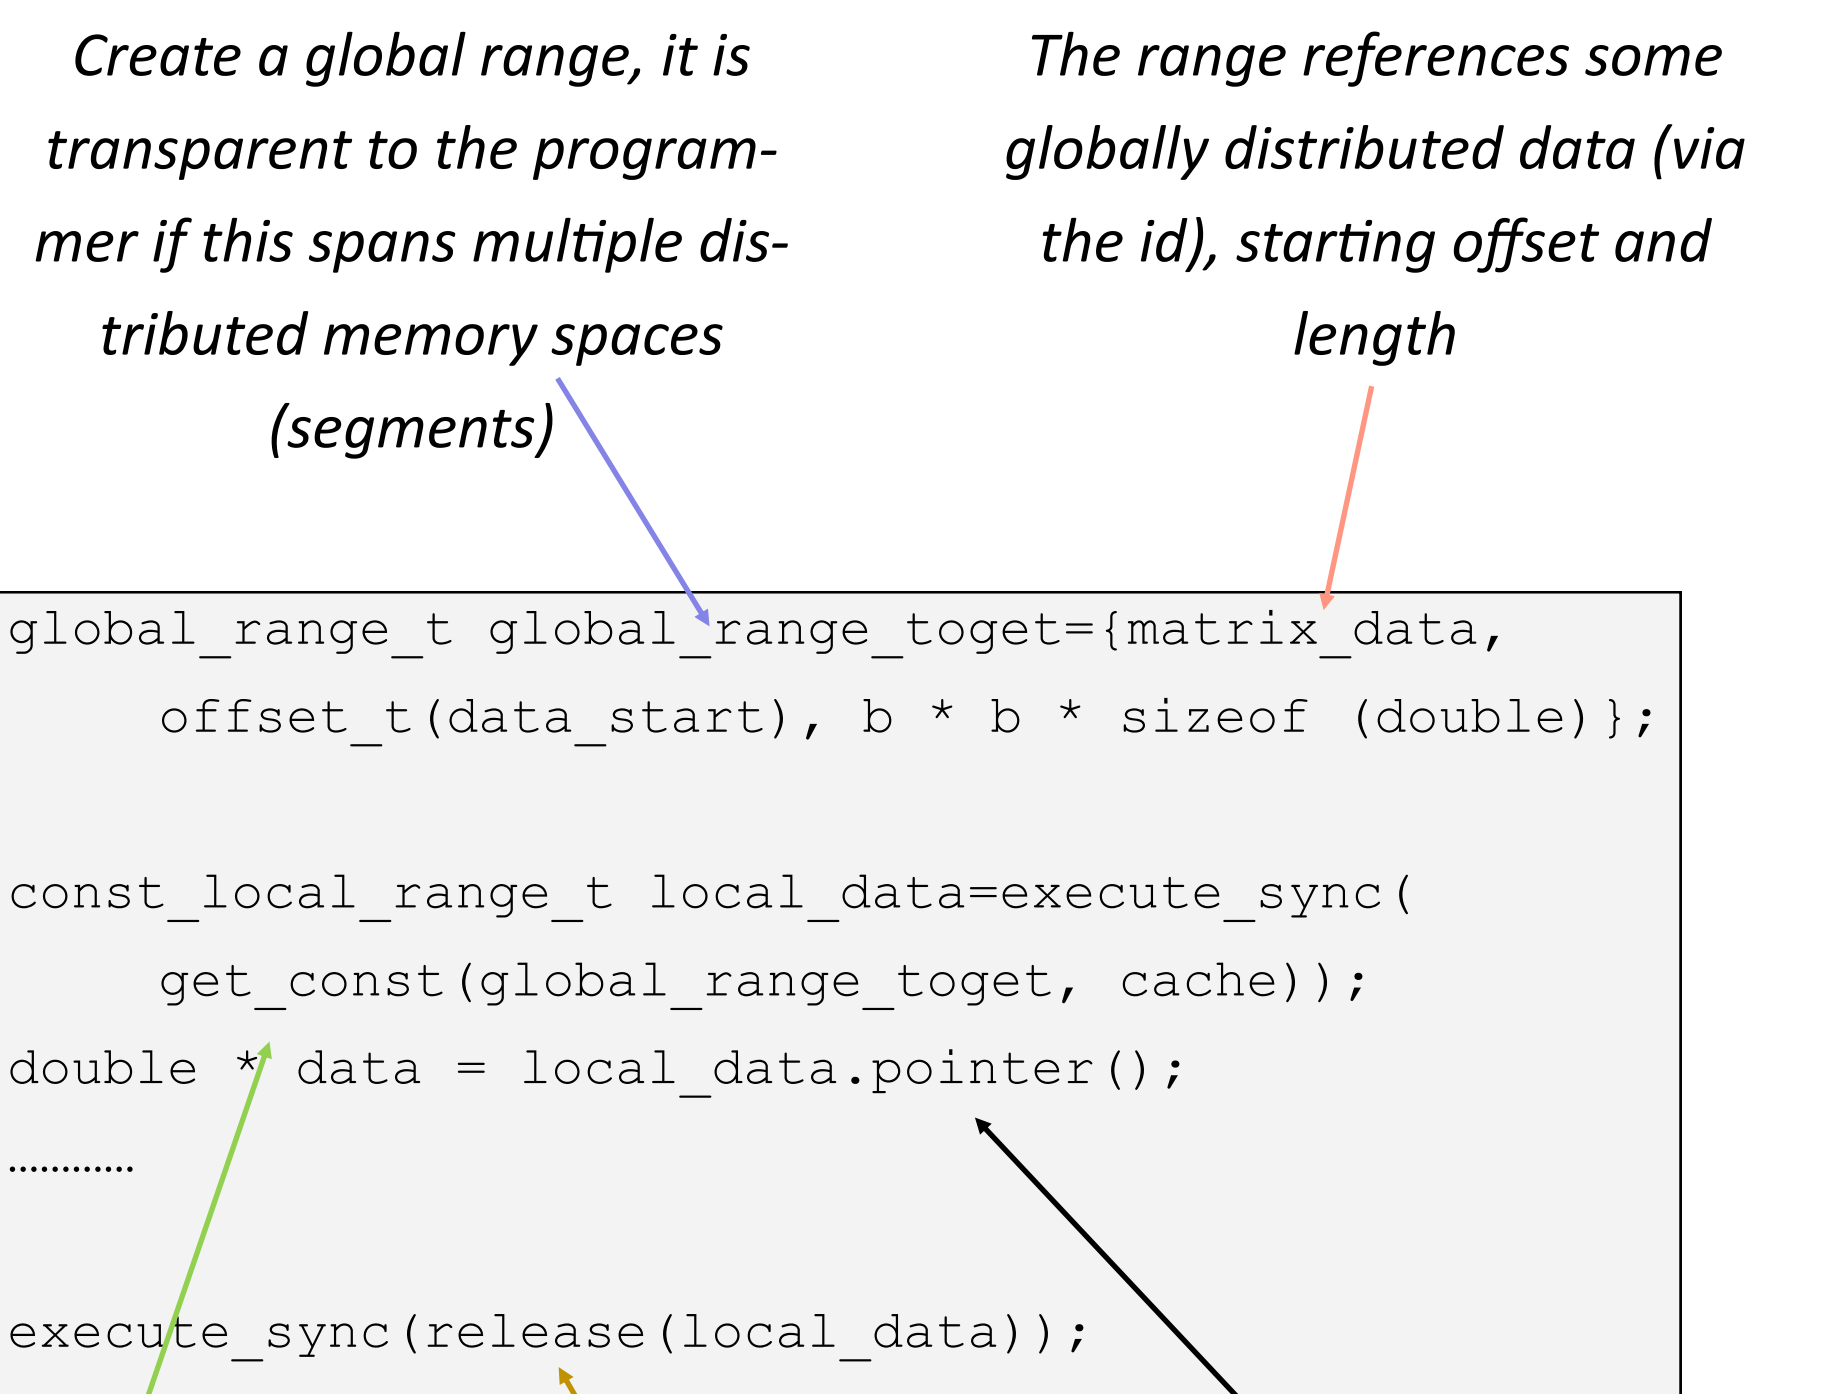 Create a global range, it is
transparent to the program-
mer if this spans multiple dis-
tributed memory spaces
(segments)
The range references some
globally distributed data (via
the id), starting offset and
length
global_range_t global_range_toget={matrix_data,
offset_t(data_start), b * b * sizeof (double)};
const_local_range_t local_data=execute_sync(
get_const(global_range_toget, cache));
double * data = local_data.pointer();
…………
execute_sync(release(local_data));